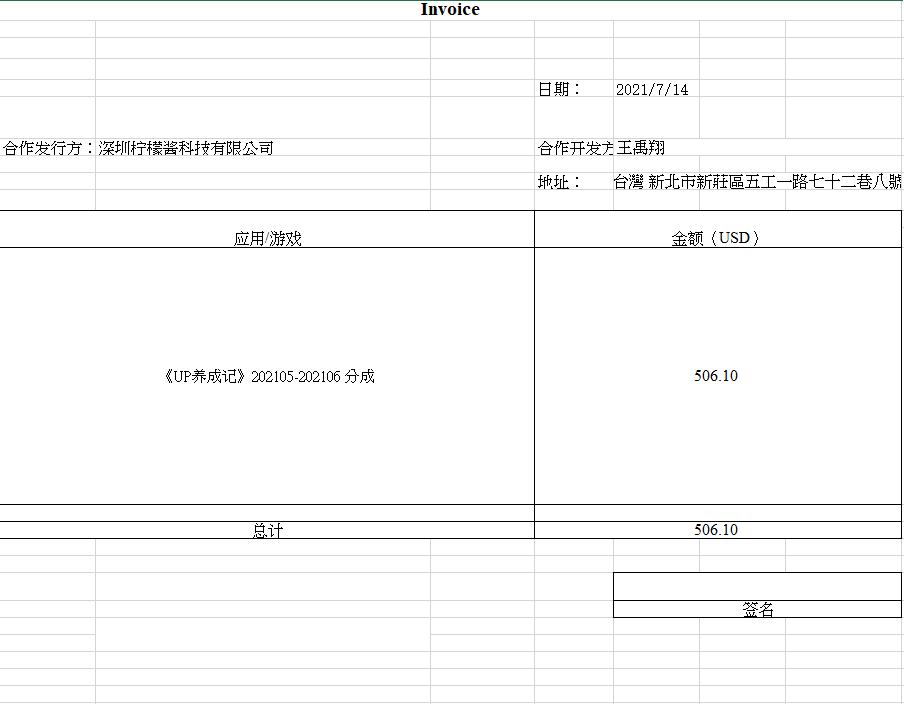 Invoice
日期： 2021/7/14
合作发行方：深圳柠檬酱科技有限公司 合作开发方王禹翔
地址： 台灣 新北市新莊區五工一路七十二巷八號
应用/游戏 金额（USD）
《UP养成记》202105-202106 分成 506.10
总计 506.10
签名